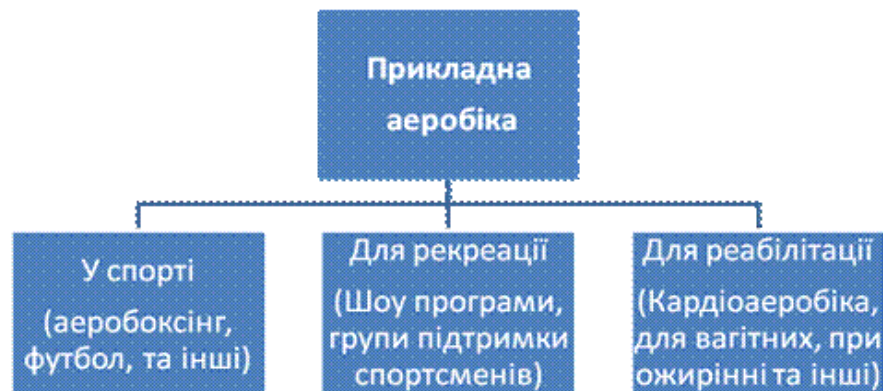 Прикладна
аеробіка
У спорті
(аеробоксінг,
футбол, та інші)
Для рекреації
(Шоу програми,
групи підтримки
спортсменів)
Для реабілітації
(Кардіоаеробіка,
для вагітних, при
ожирінні та інші)